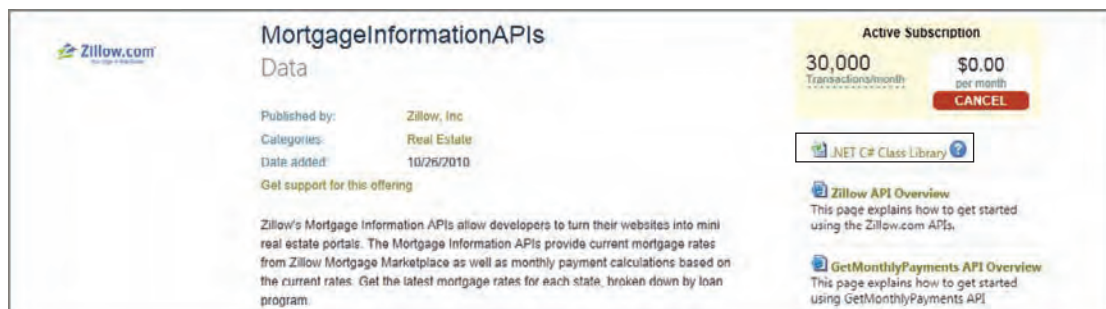 Zillow.com
MortgageInformationAPIs
Data
Published by: Zillow, Inc
Categories: Real Estate
Date added: 10/26/2010
Get support for this offering
Zillow's Mortgage Information APIs allow developers to turn their websites into mini
real estate portals. The Mortgage Information APIs provide current mortgage rates
from Zillow Mortgage Marketplace as well as monthly payment calculations based on
the current rates. Get the latest mortgage rates for each state, broken down by loan
program.
Active Subscription
30,000
Transactions/month
$0.00
per month
CANCEL
.NET C# Class Library ?
Zillow API Overview
This page explains how to get started
using the Zillow.com APIs.
GetMonthlyPayments API Overview
This page explains how to get started
using GetMonthlyPayments API